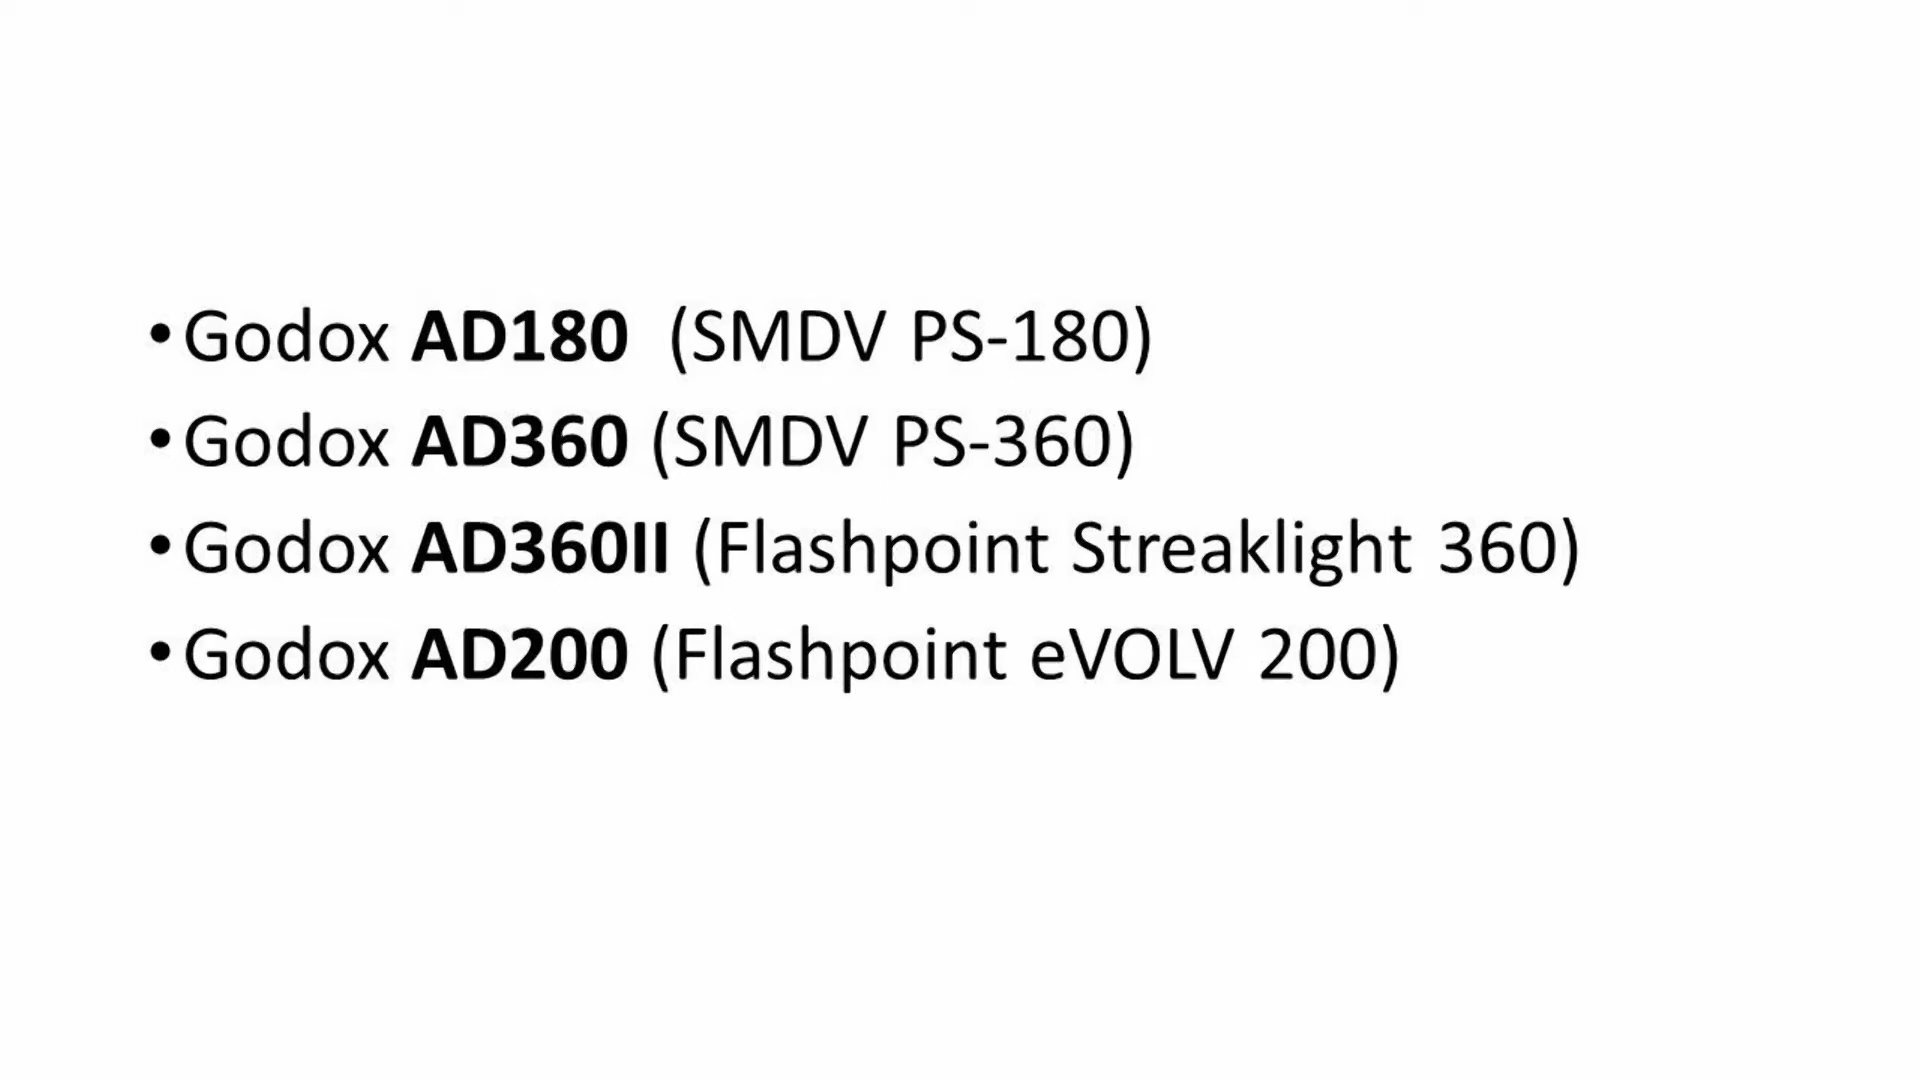 • Godox AD180  (SMDV PS-180)
• Godox AD360 (SMDV PS-360)
• Godox AD360II (Flashpoint Streaklight 360)
• Godox AD200 (Flashpoint eVOLV 200)